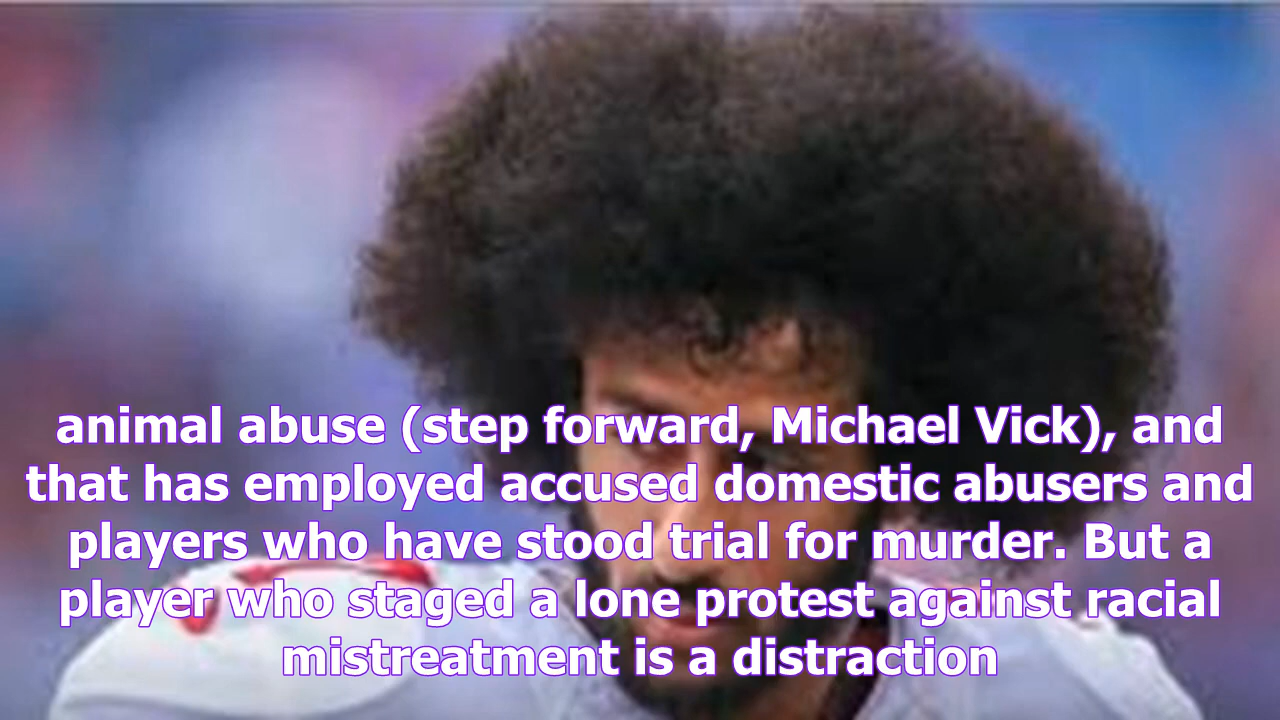 animal abuse (step forward, Michael Vick), and
that has employed accused domestic abusers and
players who have stood trial for murder. But a
player who staged a lone protest against racial
mistreatment is a distraction